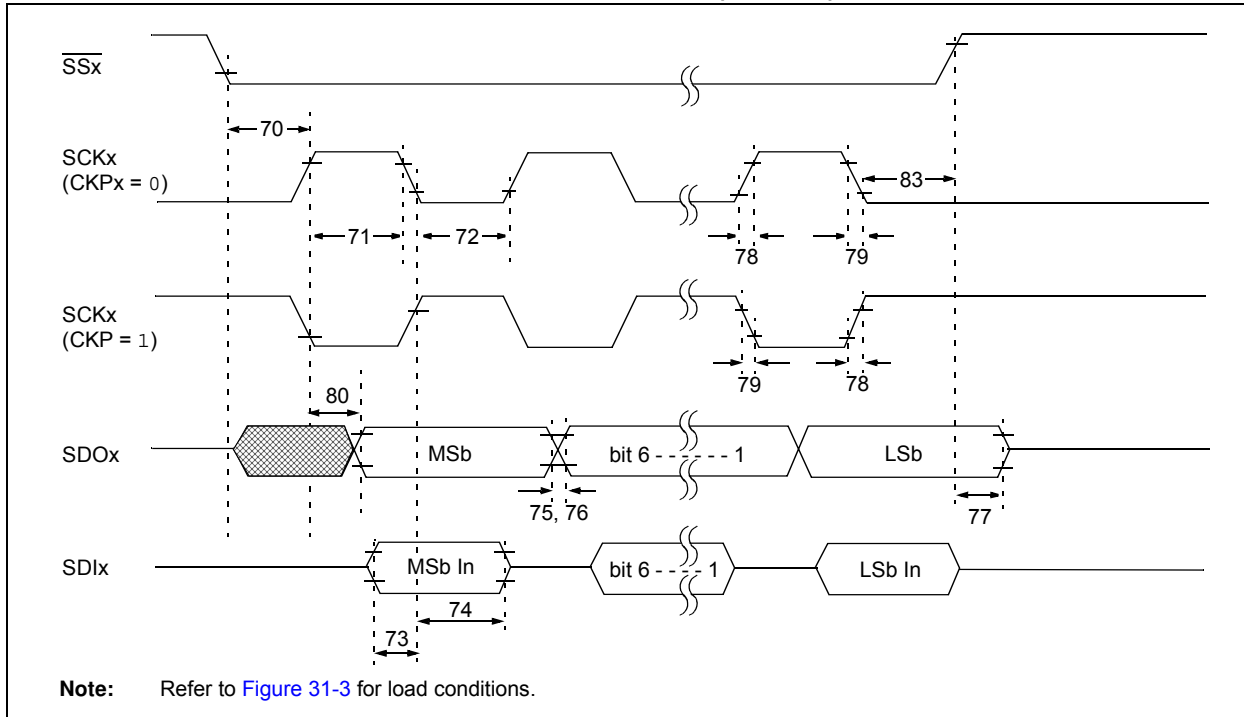 SSx
70
SCKx
(CKPx = 0)
83
71
72
78
79
SCKx
(CKP = 1)
79
78
80
SDOx
MSb
bit 6 - - - - - - 1
LSb
75, 76
77
SDIx
MSb In
bit 6 - - - - 1
LSb In
74
73
Note: Refer to Figure 31-3 for load conditions.